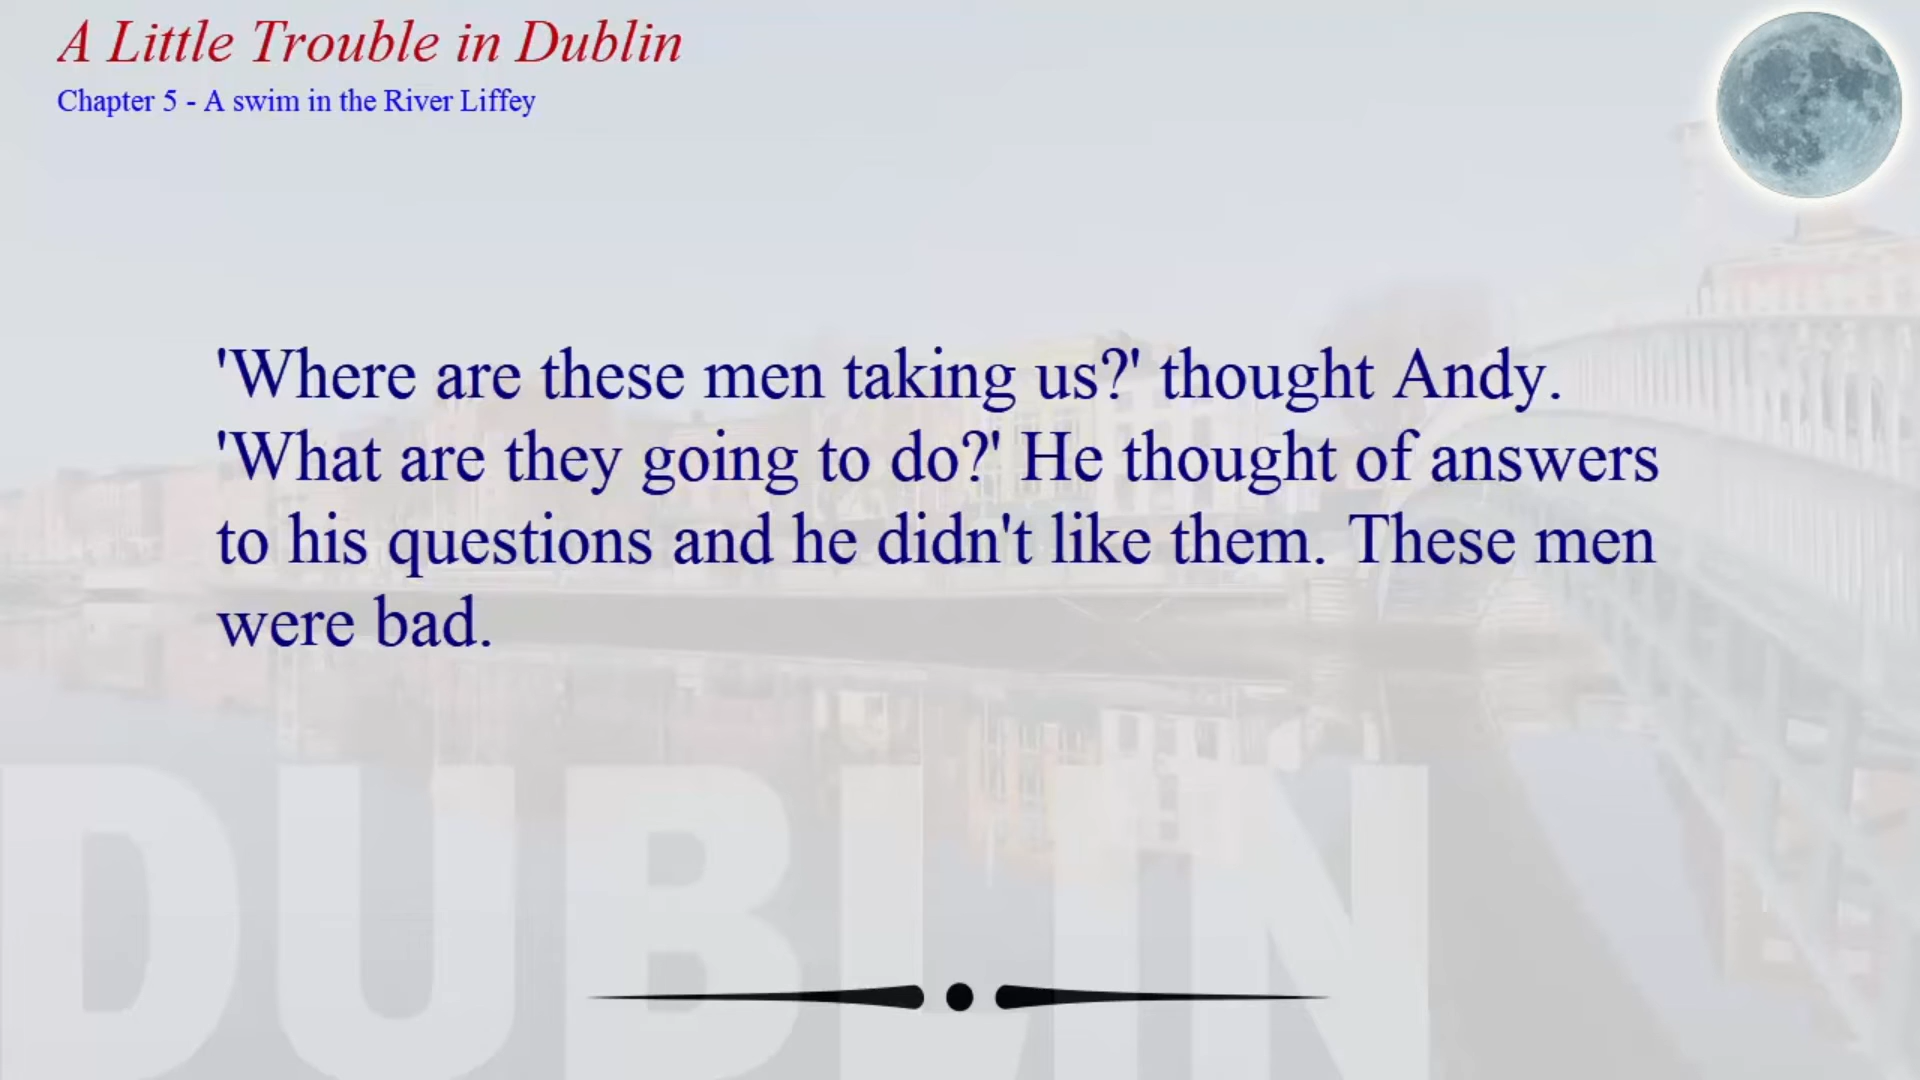 A Little Trouble in Dublin
Chapter 5 - A swim in the River Liffey
'Where are these men taking us?' thought Andy.
'What are they going to do?' He thought of answers
to his questions and he didn't like them. These men
were bad.
DUBLIN